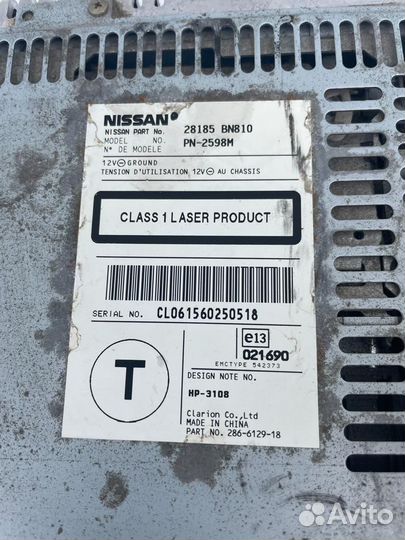 NISSAN
NISSAN PART No. 28185 BN810
MODEL NO. PN-2598M
N° DE MODELE
12V⊖GROUND
TENSION D'UTILISATION 12V⊖ AU CHASSIS
CLASS 1 LASER PRODUCT
SERIAL NO. CL061560250518
e13
021690
EMCTYPE 542373
T
DESIGN NOTE NO.
HP-3108
Clarion Co.,Ltd
MADE IN CHINA
PART NO. 286-6129-18
Avito